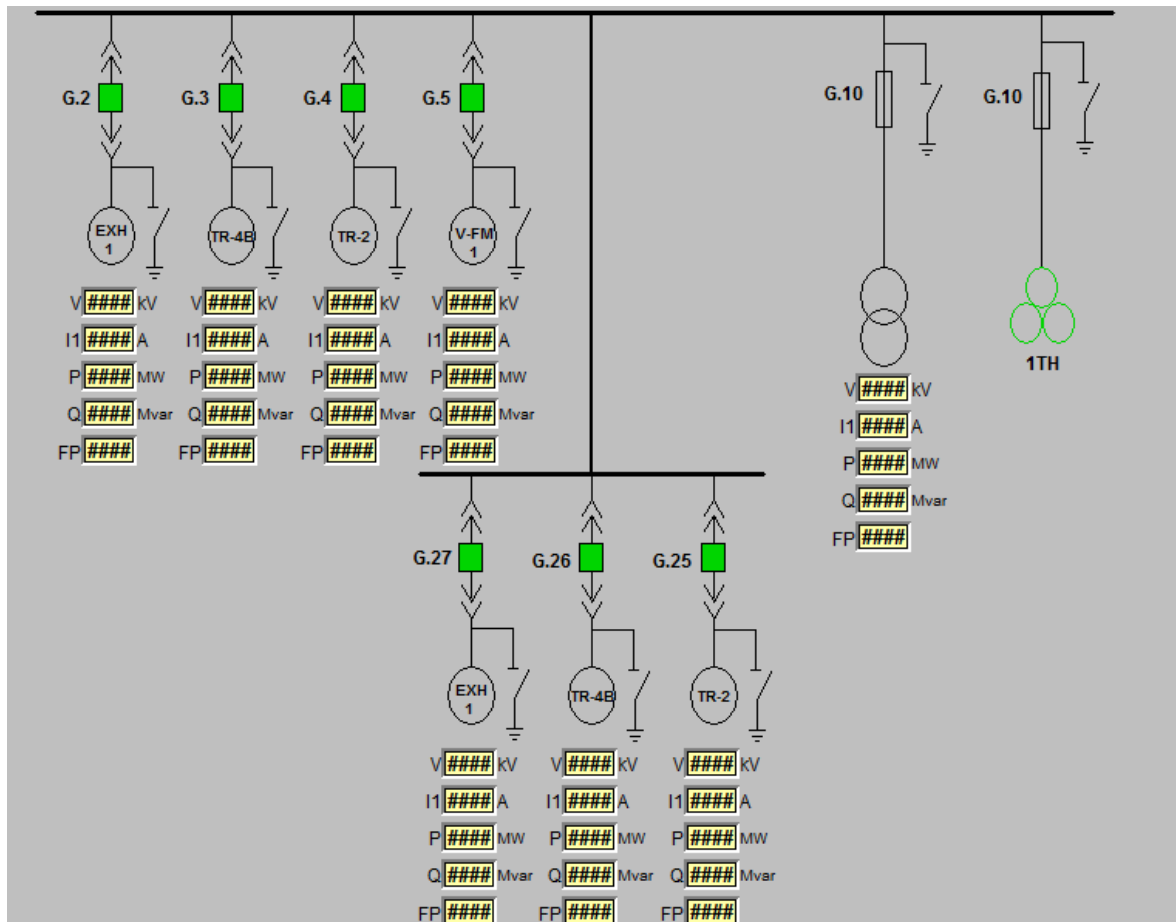 G.2 G.3 G.4 G.5 G.10 G.10
EXH 1 TR-4B TR-2 V-FM 1
V #### kV V #### kV V #### kV V #### kV
I1 #### A I1 #### A I1 #### A I1 #### A
P #### MW P #### MW P #### MW P #### MW
Q #### Mvar Q #### Mvar Q #### Mvar Q #### Mvar
FP #### FP #### FP #### FP ####
1TH
V #### kV
I1 #### A
P #### MW
Q #### Mvar
FP ####
G.27 G.26 G.25
EXH 1 TR-4B TR-2
V #### kV V #### kV V #### kV
I1 #### A I1 #### A I1 #### A
P #### MW P #### MW P #### MW
Q #### Mvar Q #### Mvar Q #### Mvar
FP #### FP #### FP ####